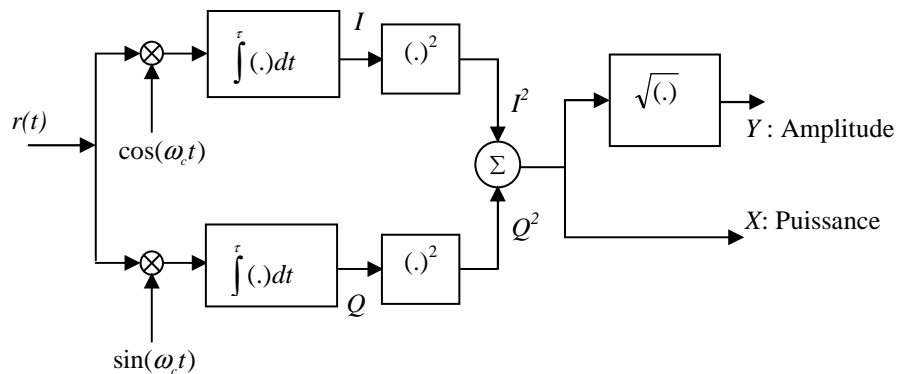 r(t)
cos(ω_c t)
∫^τ (.)dt
I
(.)^2
I^2
sin(ω_c t)
∫^τ (.)dt
Q
(.)^2
Q^2
Σ
√(.)
Y : Amplitude
X: Puissance